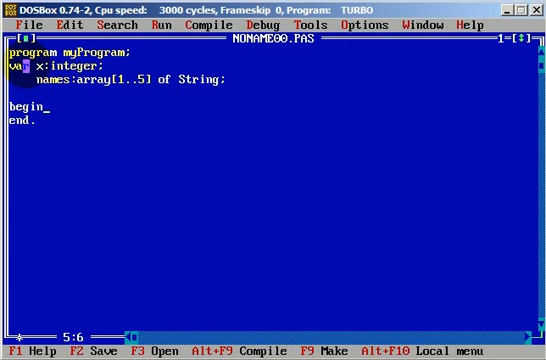 DOSBox 0.74-2, Cpu speed: 3000 cycles, Frameskip 0, Program: TURBO
File Edit Search Run Compile Debug Tools Options Window Help
NONAME00.PAS 1=[↕]
program myProgram;
var x:integer;
names:array[1..5] of String;
begin_
end.
5:6
F1 Help F2 Save F3 Open Alt+F9 Compile F9 Make Alt+F10 Local menu